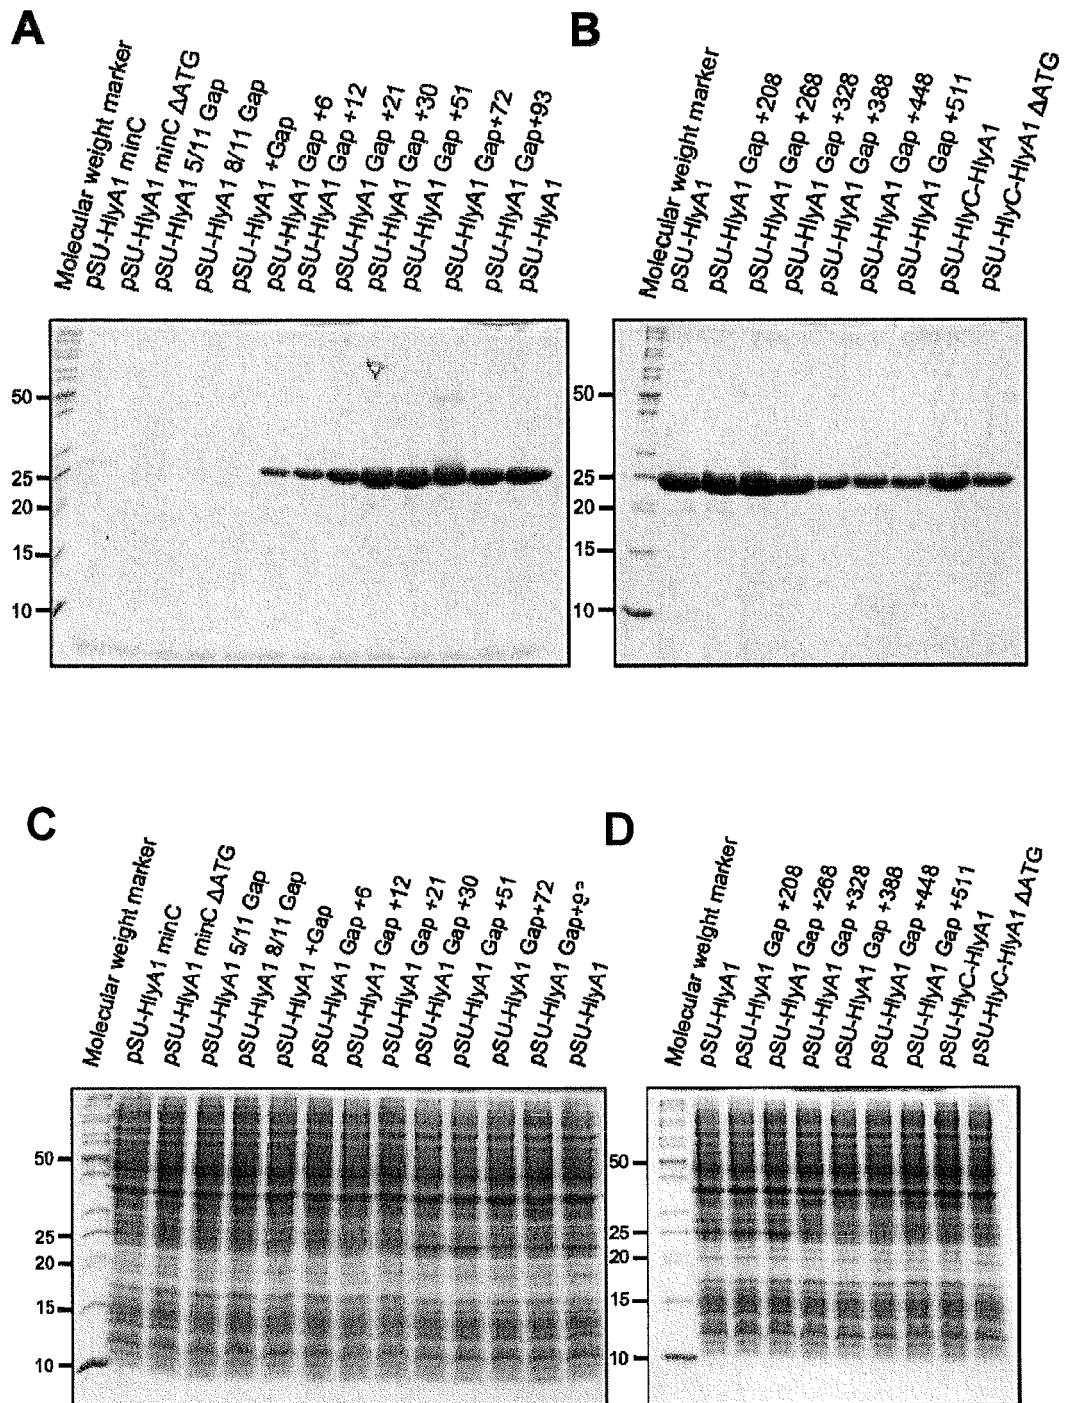 A
Molecular weight marker
pSU-HlyA1 minC
pSU-HlyA1 minC ΔATG
pSU-HlyA1 5/11 Gap
pSU-HlyA1 8/11 Gap
pSU-HlyA1 +Gap
pSU-HlyA1 Gap +6
pSU-HlyA1 Gap +12
pSU-HlyA1 Gap +21
pSU-HlyA1 Gap +30
pSU-HlyA1 Gap +51
pSU-HlyA1 Gap+72
pSU-HlyA1 Gap+93
pSU-HlyA1
50
25
20
15
10
B
Molecular weight marker
pSU-HlyA1
pSU-HlyA1 Gap +208
pSU-HlyA1 Gap +268
pSU-HlyA1 Gap +328
pSU-HlyA1 Gap +388
pSU-HlyA1 Gap +448
pSU-HlyA1 Gap +511
pSU-HlyC-HlyA1
pSU-HlyC-HlyA1 ΔATG
50
25
20
15
10
C
Molecular weight marker
pSU-HlyA1 minC
pSU-HlyA1 minC ΔATG
pSU-HlyA1 5/11 Gap
pSU-HlyA1 8/11 Gap
pSU-HlyA1 +Gap
pSU-HlyA1 Gap +6
pSU-HlyA1 Gap +12
pSU-HlyA1 Gap +21
pSU-HlyA1 Gap +30
pSU-HlyA1 Gap +51
pSU-HlyA1 Gap+72
pSU-HlyA1
pSU-HlyA1
50
25
20
15
10
D
Molecular weight marker
pSU-HlyA1
pSU-HlyA1 Gap +208
pSU-HlyA1 Gap +268
pSU-HlyA1 Gap +328
pSU-HlyA1 Gap +388
pSU-HlyA1 Gap +448
pSU-HlyA1 Gap +511
pSU-HlyC-HlyA1
pSU-HlyC-HlyA1 ΔATG
50
25
20
15
10